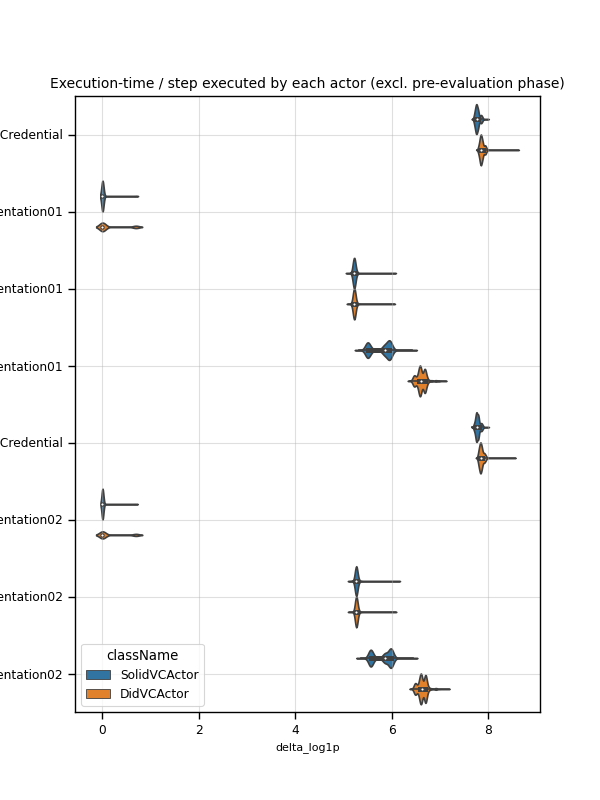 Execution-time / step executed by each actor (excl. pre-evaluation phase)
Credential
entation01
entation01
entation01
Credential
entation02
entation02
entation02
className
SolidVCActor
DidVCActor
0 2 4 6 8
delta_log1p